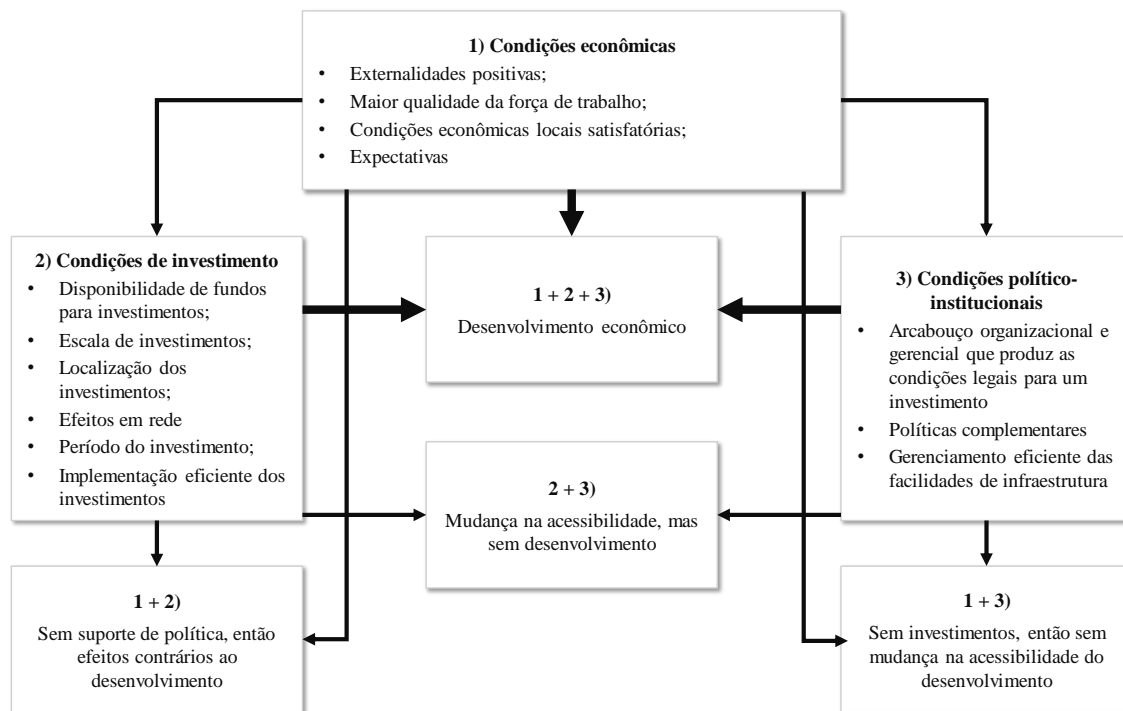 1) Condições econômicas
• Externalidades positivas;
• Maior qualidade da força de trabalho;
• Condições econômicas locais satisfatórias;
• Expectativas
2) Condições de investimento
• Disponibilidade de fundos
para investimentos;
• Escala de investimentos;
• Localização dos
investimentos;
• Efeitos em rede
• Período do investimento;
• Implementação eficiente dos
investimentos
1 + 2 + 3)
Desenvolvimento econômico
3) Condições político-
institucionais
• Arcabouço organizacional e
gerencial que produz as
condições legais para um
investimento
• Políticas complementares
• Gerenciamento eficiente das
facilidades de infraestrutura
2 + 3)
Mudança na acessibilidade, mas
sem desenvolvimento
1 + 2)
Sem suporte de política, então
efeitos contrários ao
desenvolvimento
1 + 3)
Sem investimentos, então sem
mudança na acessibilidade do
desenvolvimento